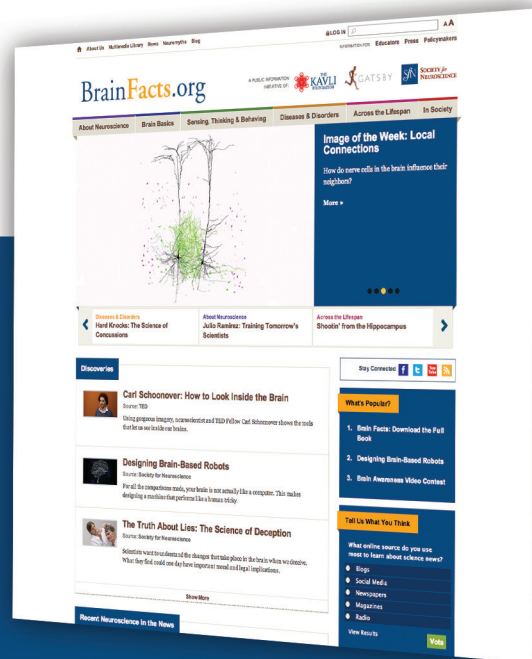 About Us Multimedia Library News Neuromyths Blog
LOG IN
A A
INFORMATION FOR Educators Press Policymakers
BrainFacts.org
A PUBLIC INFORMATION
INITIATIVE OF:
THE
KAVLI
FOUNDATION
GATSBY
SfN
SOCIETY for
NEUROSCIENCE
About Neuroscience Brain Basics Sensing, Thinking & Behaving Diseases & Disorders Across the Lifespan In Society
Image of the Week: Local
Connections
How do nerve cells in the brain influence their
neighbors?
More »
Diseases & Disorders
Hard Knocks: The Science of
Concussions
About Neuroscience
Julio Ramirez: Training Tomorrow's
Scientists
Across the Lifespan
Shootin' from the Hippocampus
Discoveries
Carl Schoonover: How to Look Inside the Brain
Source: TED
Using gorgeous imagery, neuroscientist and TED Fellow Carl Schoonover shows the tools
that let us see inside our brains.
Designing Brain-Based Robots
Source: Society for Neuroscience
For all the comparisons made, your brain is not actually like a computer. This makes
designing a machine that performs like a human tricky.
The Truth About Lies: The Science of Deception
Source: Society for Neuroscience
Scientists want to understand the changes that take place in the brain when we deceive.
What they find could one day have important moral and legal implications.
Show More
Recent Neuroscience In the News
Stay Connected
You
Tube
What's Popular?
1. Brain Facts: Download the Full
Book
2. Designing Brain-Based Robots
3. Brain Awareness Video Contest
Tell Us What You Think
What online source do you use
most to learn about science news?
Blogs
Social Media
Newspapers
Magazines
Radio
View Results
Vote